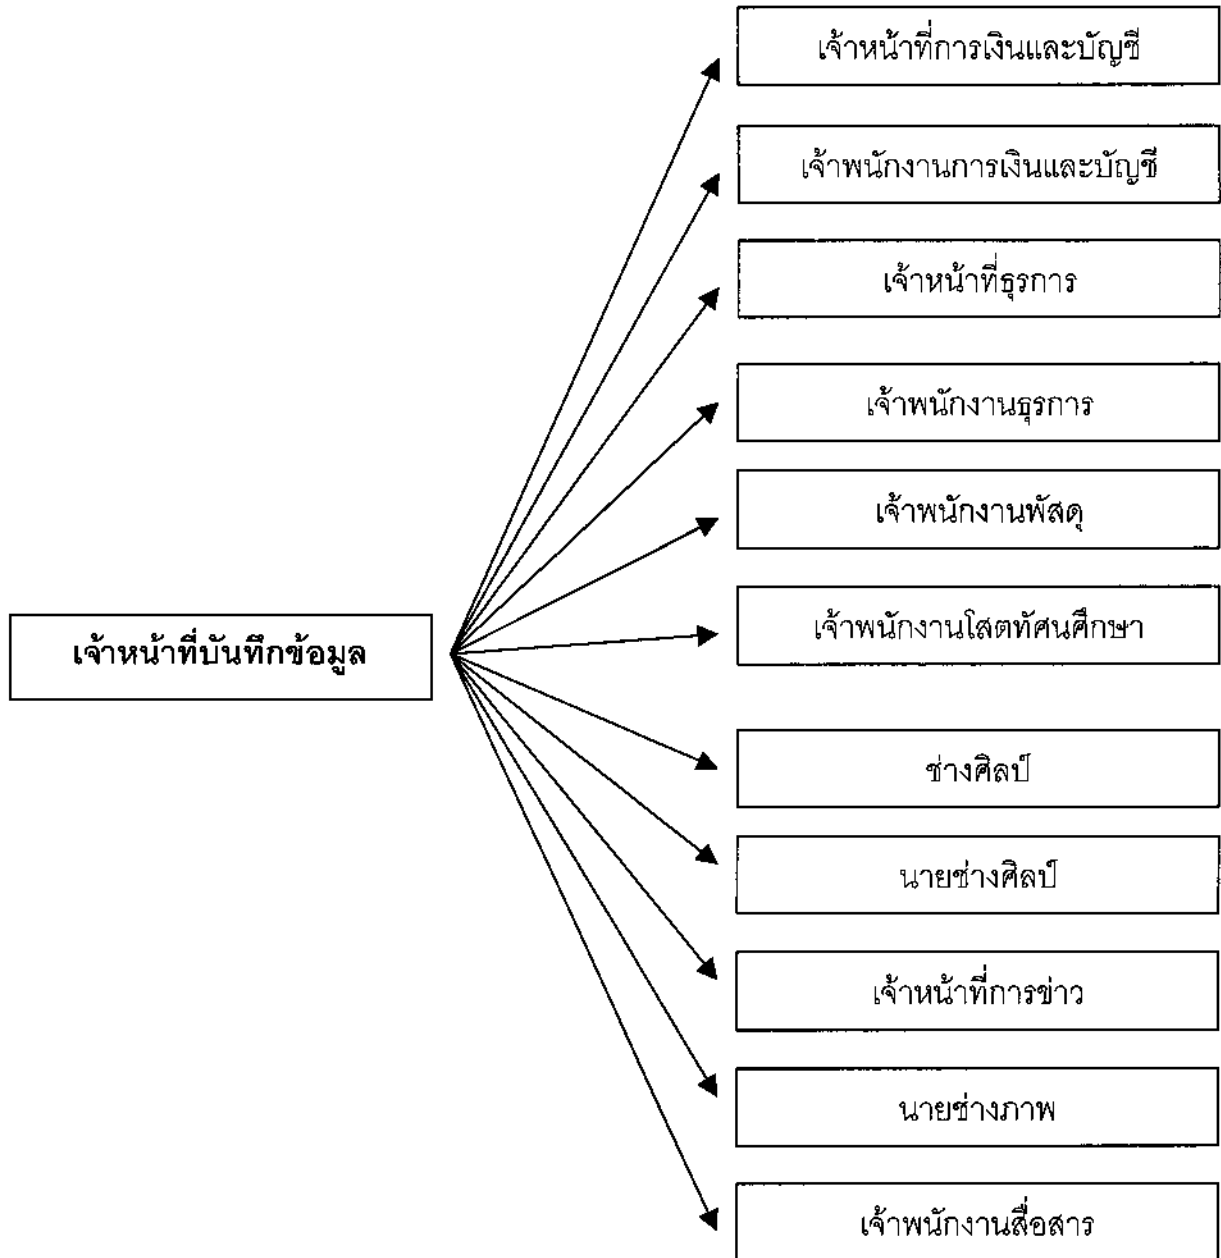 เจ้าหน้าที่การเงินและบัญชี
เจ้าพนักงานการเงินและบัญชี
เจ้าหน้าที่ธุรการ
เจ้าพนักงานธุรการ
เจ้าพนักงานพัสดุ
เจ้าพนักงานโสตทัศนศึกษา
เจ้าหน้าที่บันทึกข้อมูล
ช่างศิลป์
นายช่างศิลป์
เจ้าหน้าที่การข่าว
นายช่างภาพ
เจ้าพนักงานสื่อสาร